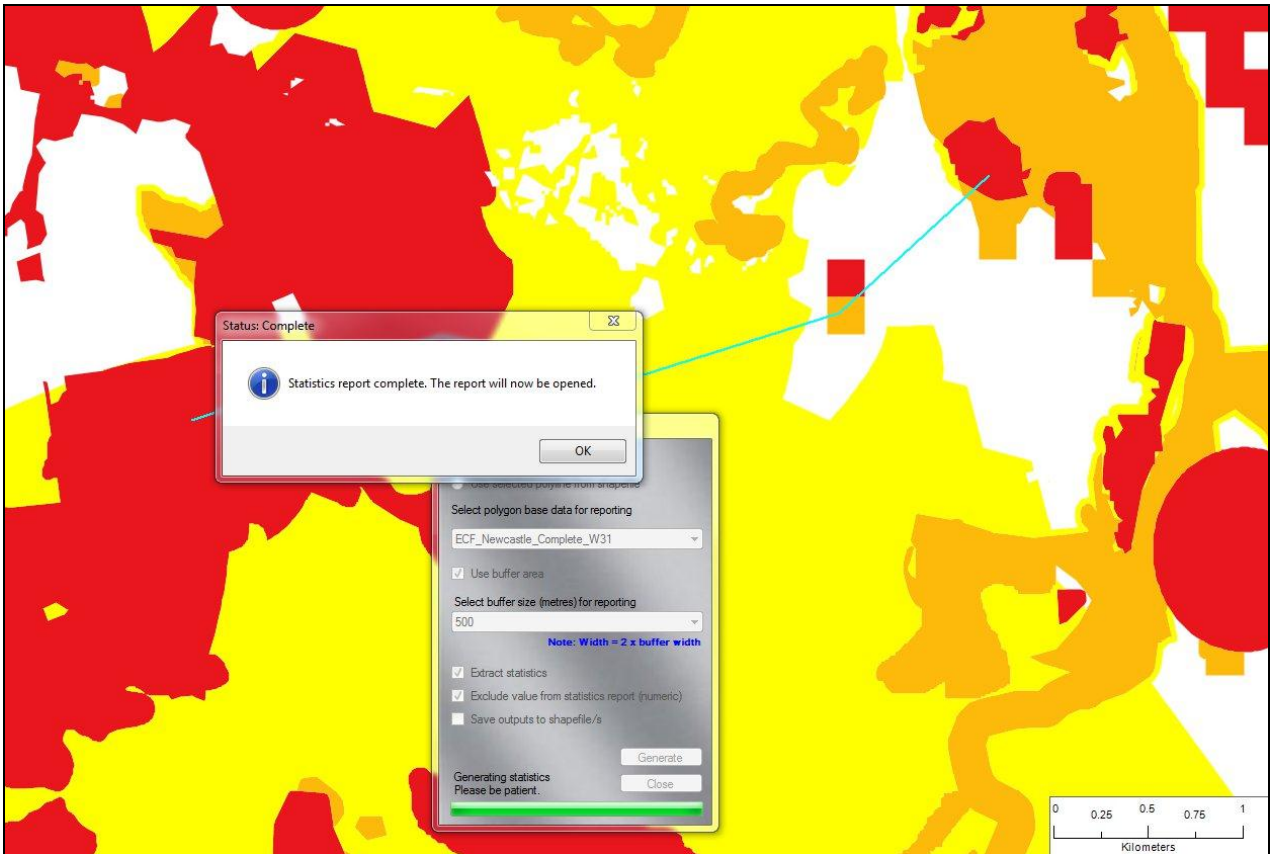 Status: Complete
Statistics report complete. The report will now be opened.
OK
Use selected polyline from shapefile
Select polygon base data for reporting
ECF_Newcastle_Complete_W31
Use buffer area
Select buffer size (metres) for reporting
500
Note: Width = 2 x buffer width
Extract statistics
Exclude value from statistics report (numeric)
Save outputs to shapefile/s
Generate
Generating statistics
Please be patient.
Close
0 0.25 0.5 0.75 1
Kilometers